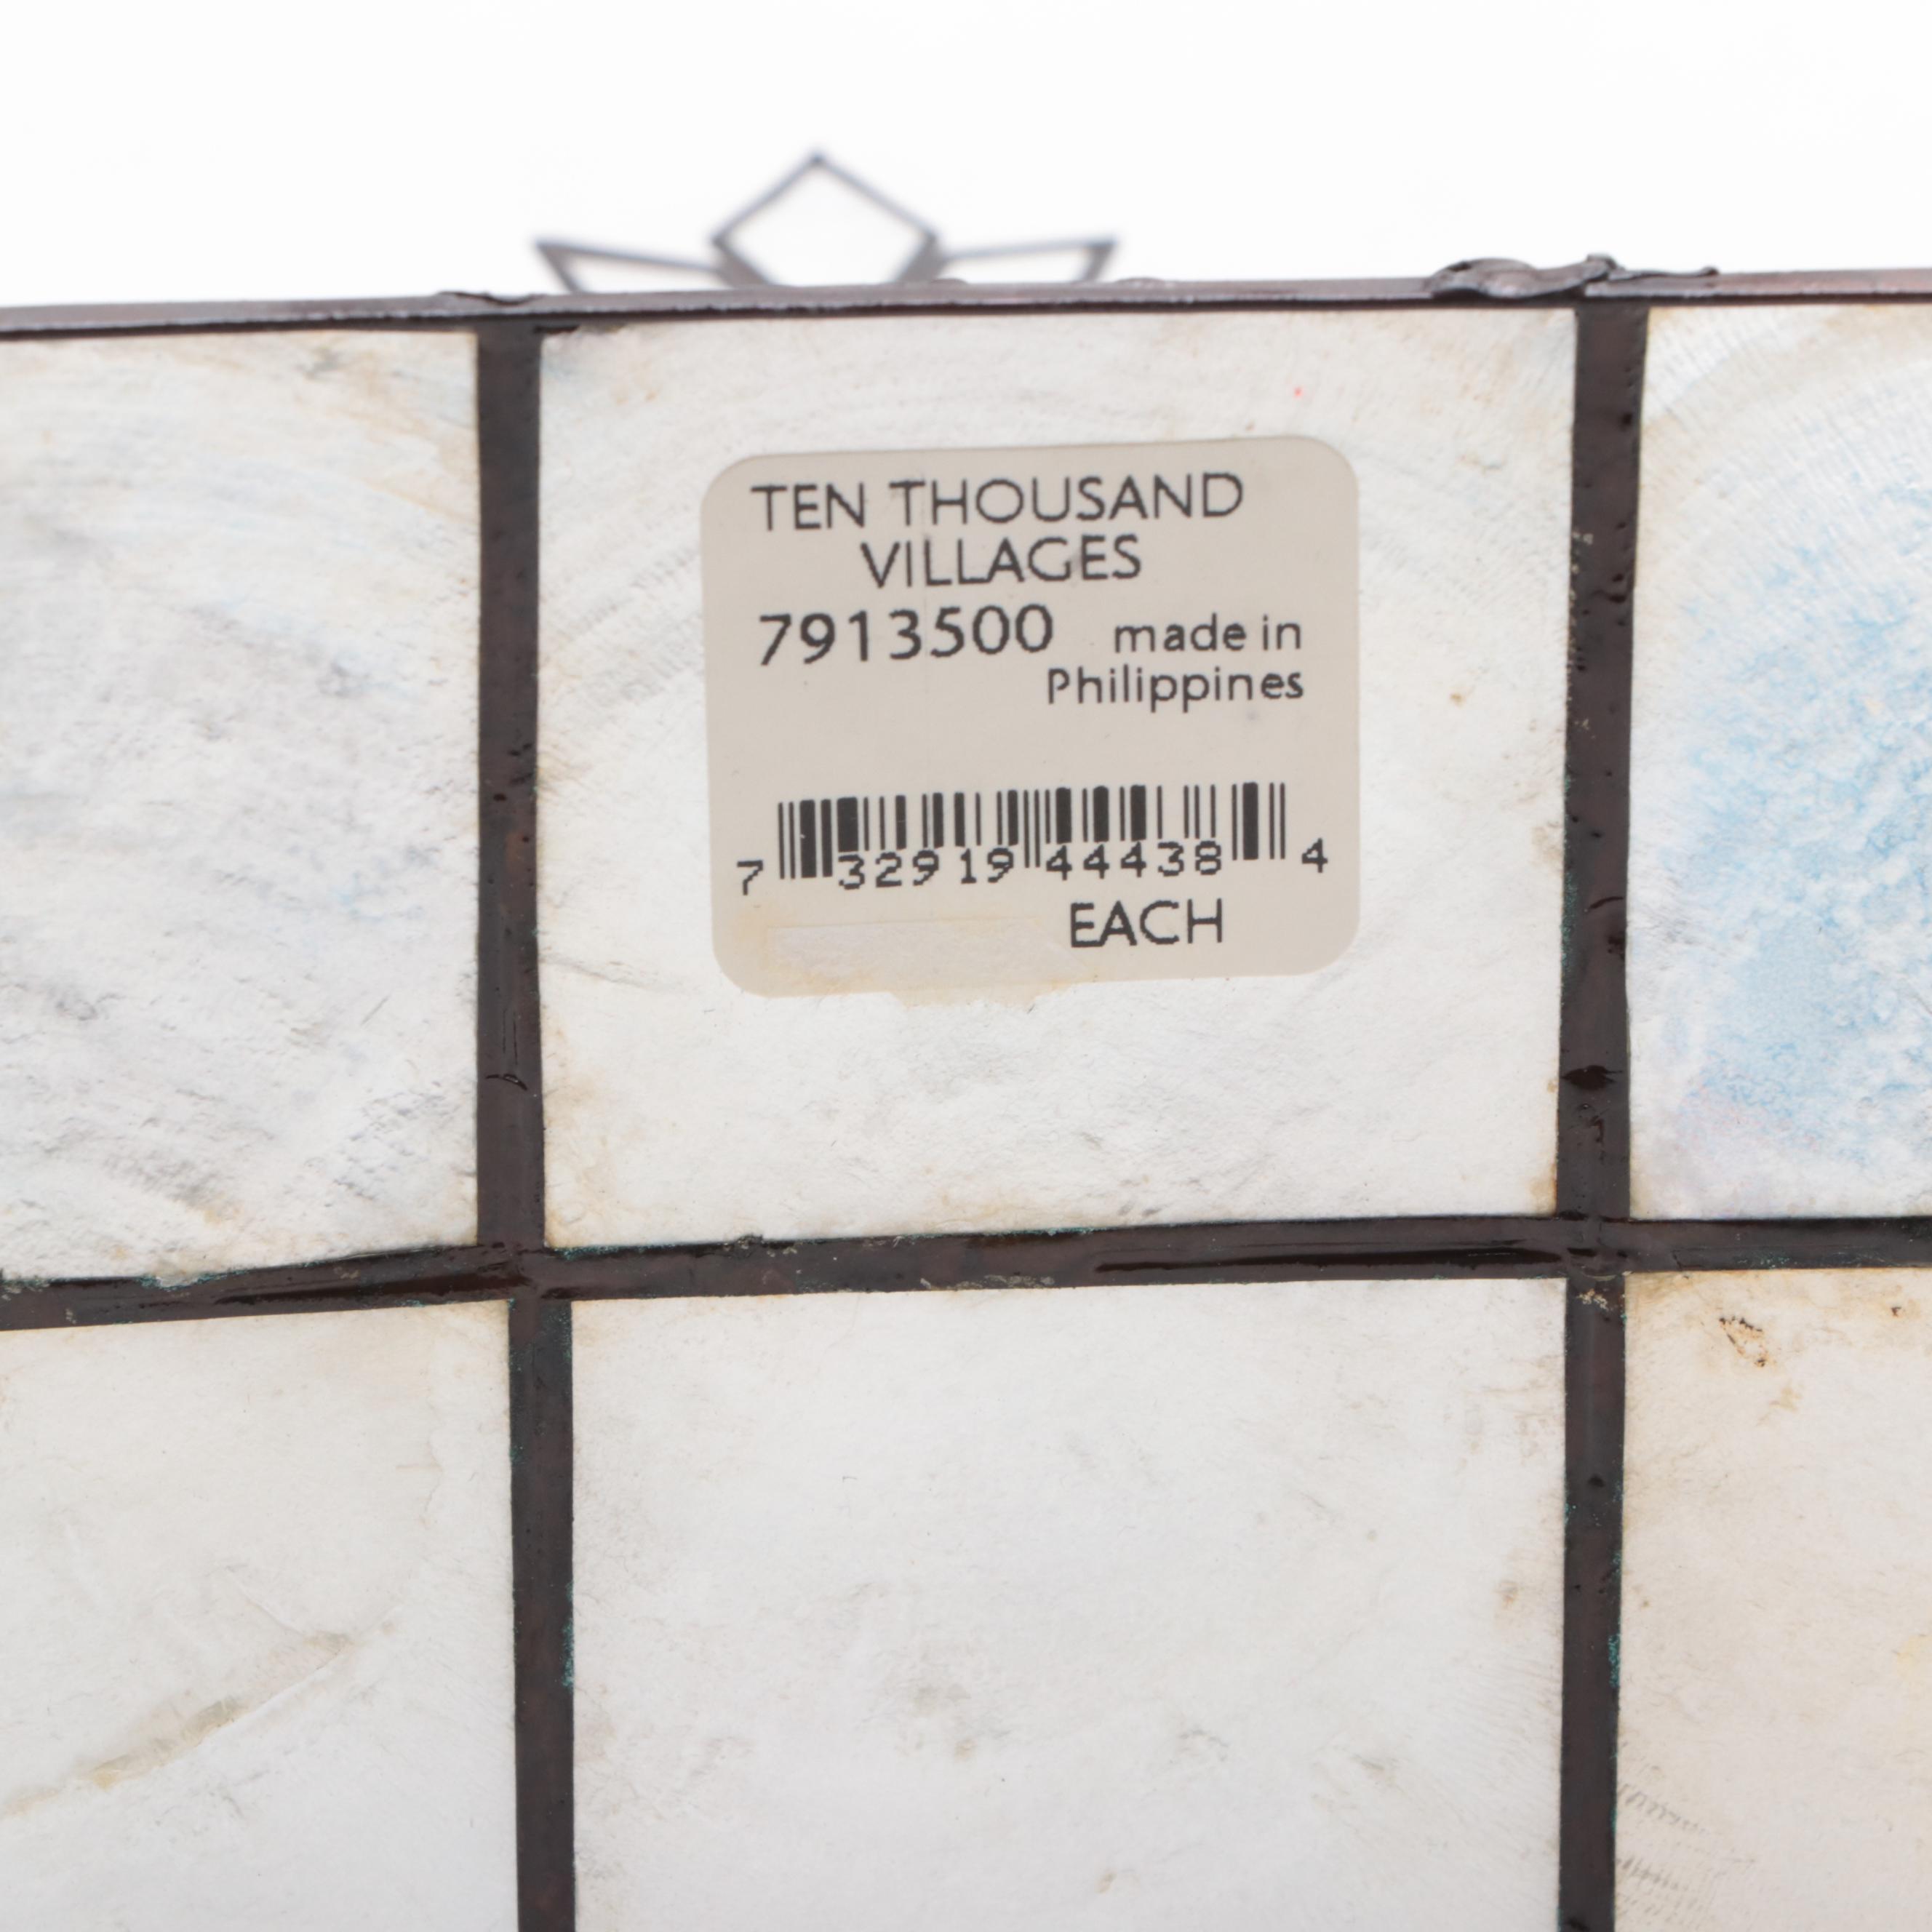 TEN THOUSAND
VILLAGES
7913500 made in
Philippines
7 32919 44438 4
EACH